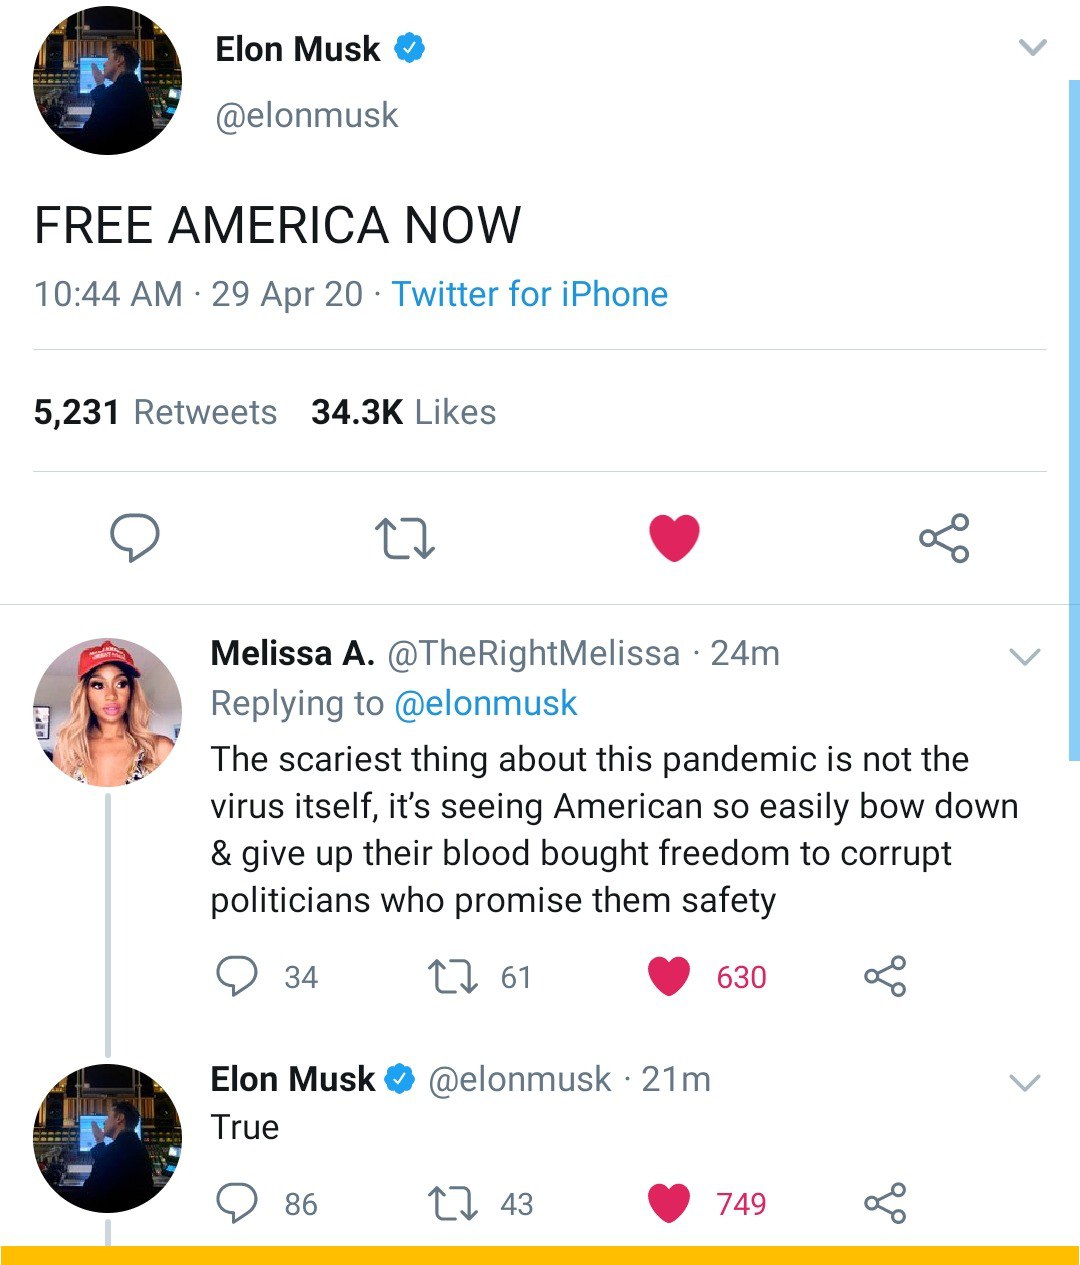 Elon Musk
@elonmusk
FREE AMERICA NOW
10:44 AM · 29 Apr 20 · Twitter for iPhone
5,231 Retweets 34.3K Likes
Melissa A. @TheRightMelissa · 24m
Replying to @elonmusk
The scariest thing about this pandemic is not the
virus itself, it’s seeing American so easily bow down
& give up their blood bought freedom to corrupt
politicians who promise them safety
34 61 630
Elon Musk @elonmusk · 21m
True
86 43 749